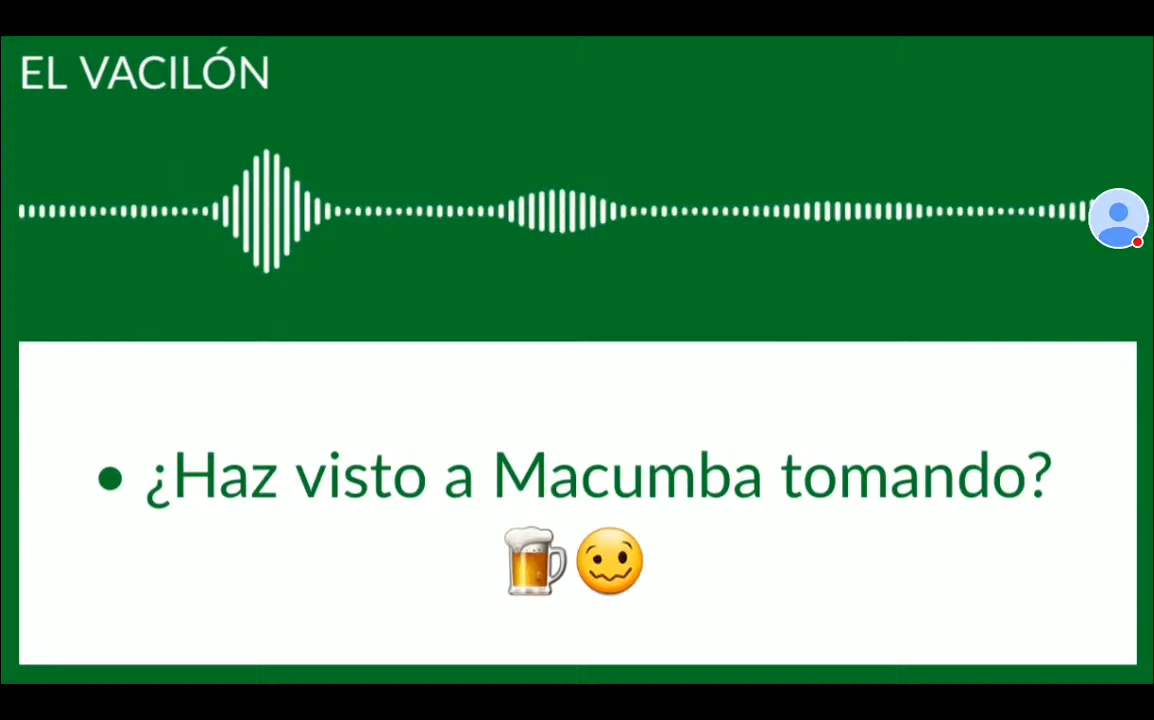 EL VACILÓN
• ¿Haz visto a Macumba tomando?
🍺🥴